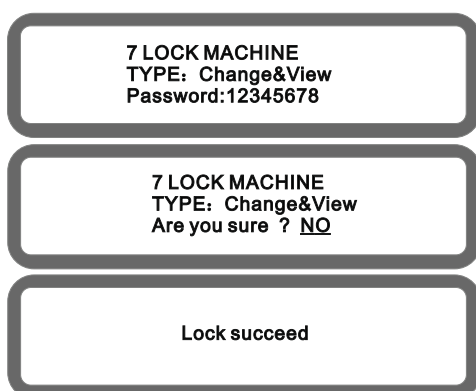 7 LOCK MACHINE
TYPE：Change&View
Password:12345678
7 LOCK MACHINE
TYPE：Change&View
Are you sure ? NO
Lock succeed